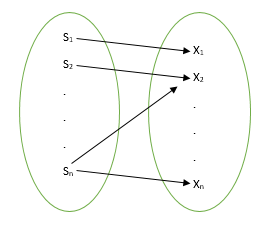 S₁
S₂
.
.
.
Sₙ
X₁
X₂
.
.
.
Xₙ